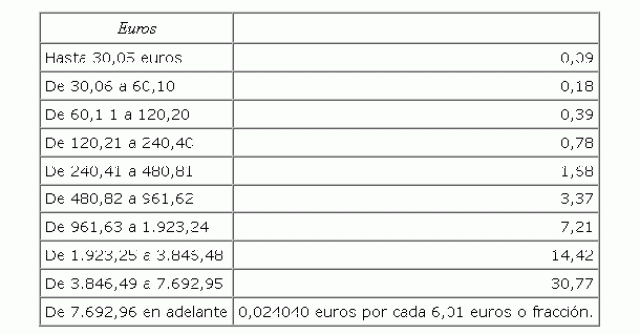 Euros
Hasta 30,05 euros 0,09
De 30,06 a 60,10 0,18
De 60,1 1 a 120,20 0,39
De 120,21 a 240,40 0,78
De 240,41 a 480,81 1,68
De 480,82 a 961,62 3,37
De 961,63 a 1.923,24 7,21
De 1.923,25 a 3.846,48 14,42
De 3.846,49 a 7.692,95 30,77
De 7.692,96 en adelante 0,024040 euros por cada 6,01 euros o fracción.